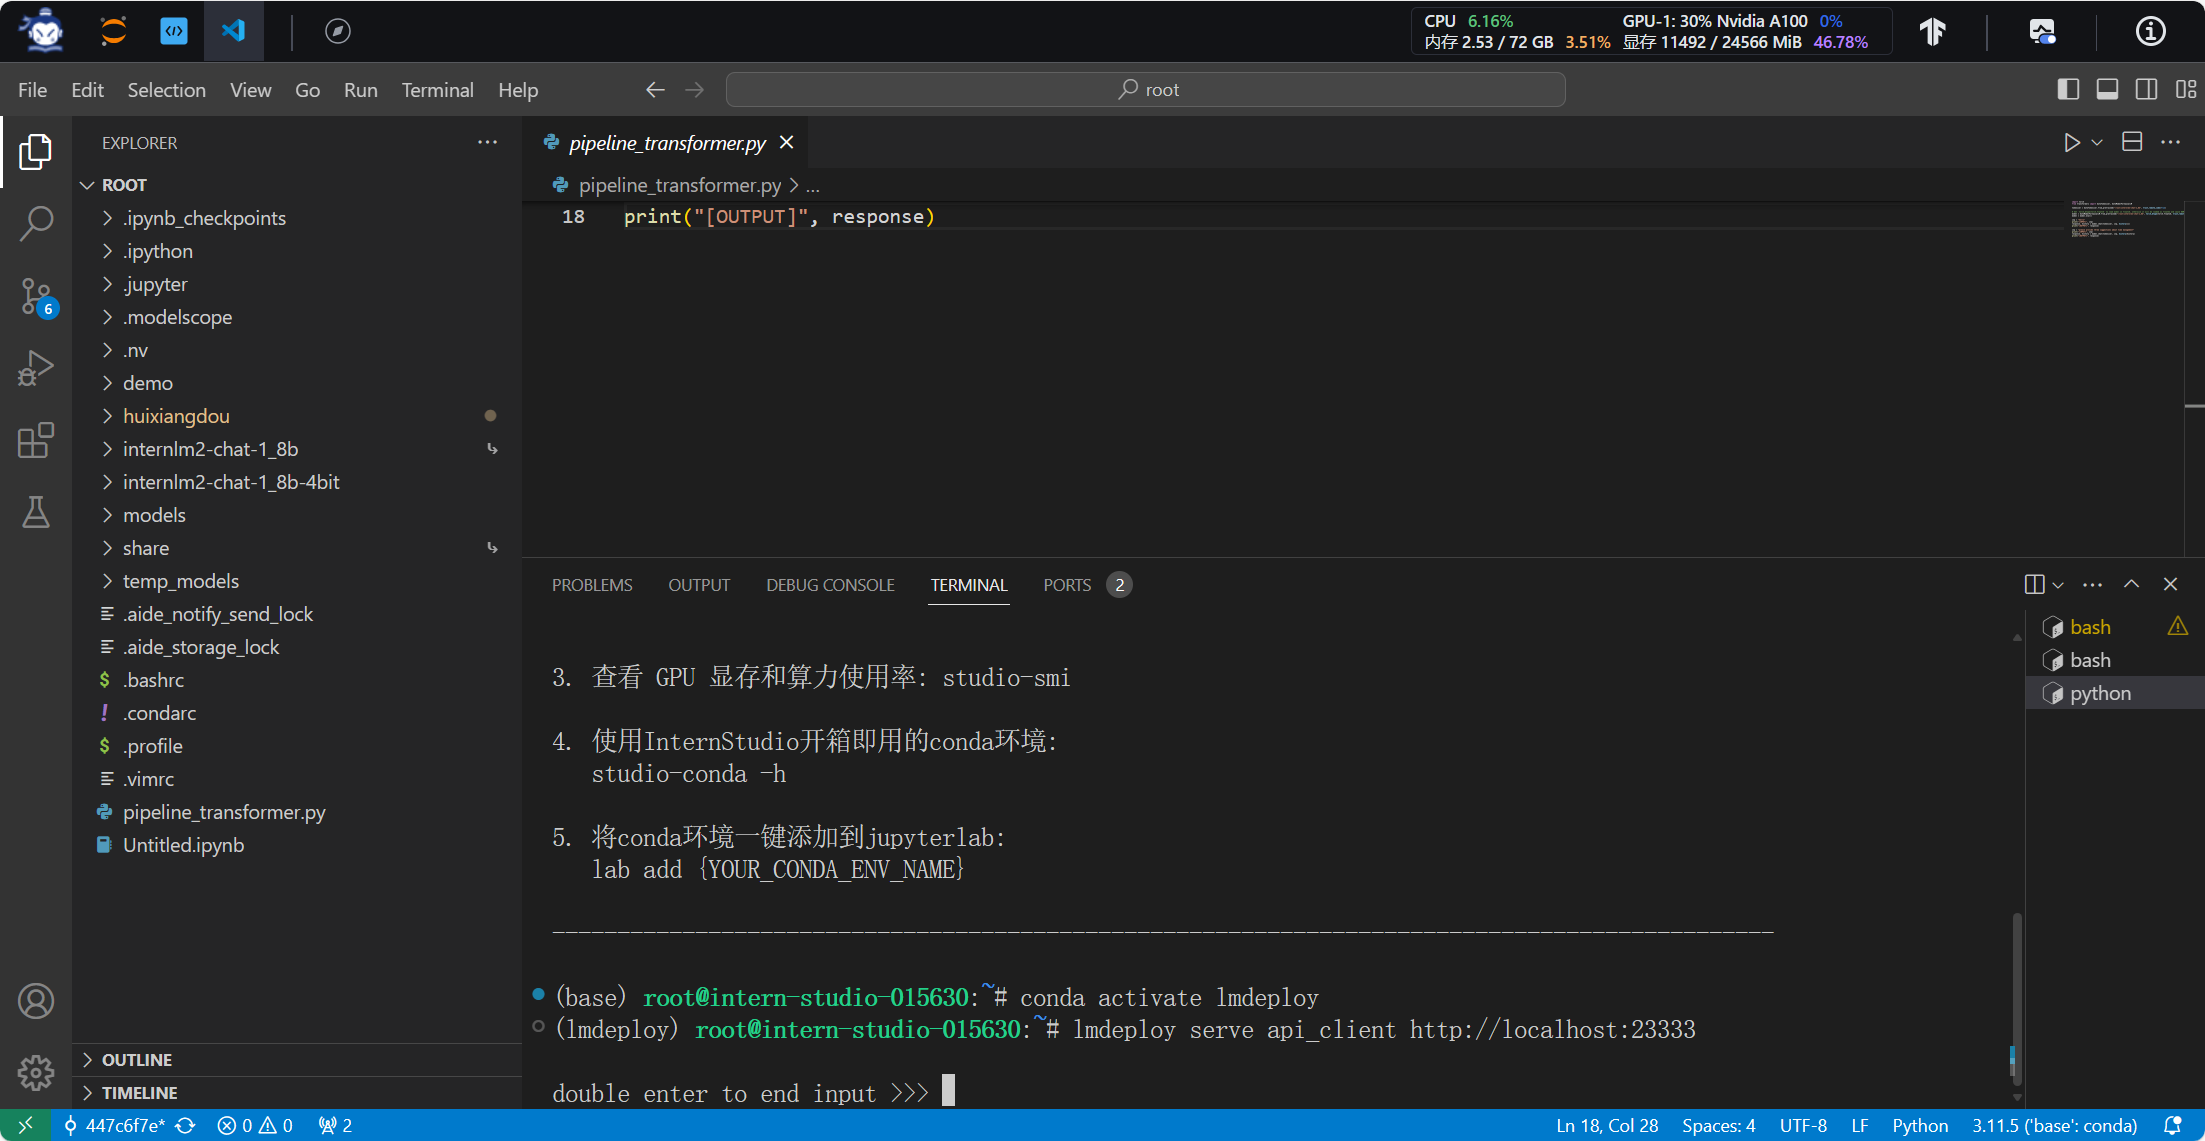 CPU 6.16% GPU-1: 30% Nvidia A100 0%
内存 2.53 / 72 GB 3.51% 显存 11492 / 24566 MiB 46.78%
File Edit Selection View Go Run Terminal Help
root
EXPLORER
pipeline_transformer.py
ROOT
pipeline_transformer.py > ...
18 print("[OUTPUT]", response)
.ipynb_checkpoints
.ipython
.jupyter
.modelscope
.nv
demo
huixiangdou
internlm2-chat-1_8b
internlm2-chat-1_8b-4bit
models
share
temp_models
.aide_notify_send_lock
.aide_storage_lock
.bashrc
.condarc
.profile
.vimrc
pipeline_transformer.py
Untitled.ipynb
OUTLINE
TIMELINE
6
PROBLEMS OUTPUT DEBUG CONSOLE TERMINAL PORTS 2
bash
bash
python
3. 查看 GPU 显存和算力使用率: studio-smi
4. 使用InternStudio开箱即用的conda环境:
studio-conda -h
5. 将conda环境一键添加到jupyterlab:
lab add {YOUR_CONDA_ENV_NAME}
----------------------------------------------------------------------------------------------
(base) root@intern-studio-015630:~# conda activate lmdeploy
(lmdeploy) root@intern-studio-015630:~# lmdeploy serve api_client http://localhost:23333
double enter to end input >>>
447c6f7e* 0 0 2 Ln 18, Col 28 Spaces: 4 UTF-8 LF Python 3.11.5 ('base': conda)